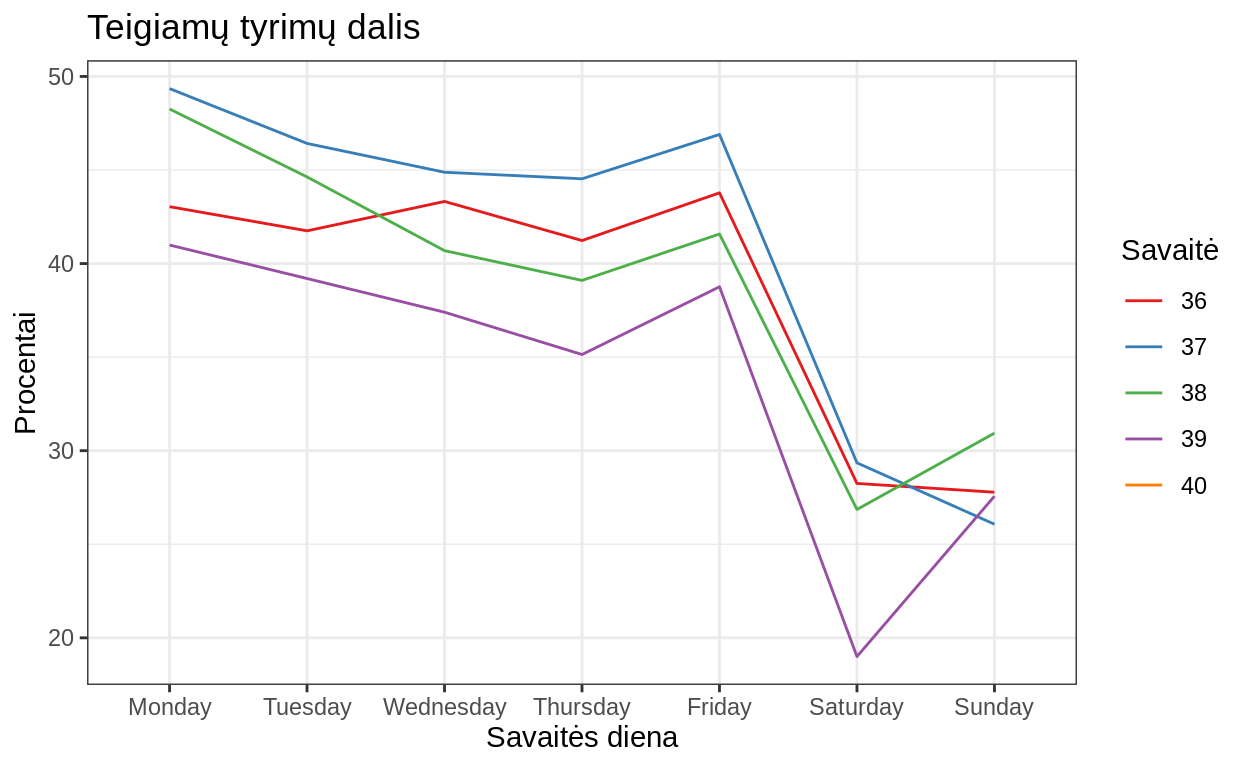 Teigiamų tyrimų dalis
50
40
30
20
Procentai
Monday Tuesday Wednesday Thursday Friday Saturday Sunday
Savaitės diena
Savaitė
36
37
38
39
40